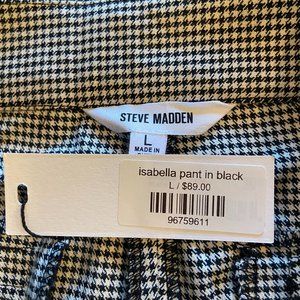 STEVE MADDEN
L
MADE IN
isabella pant in black
L / $89.00
96759611